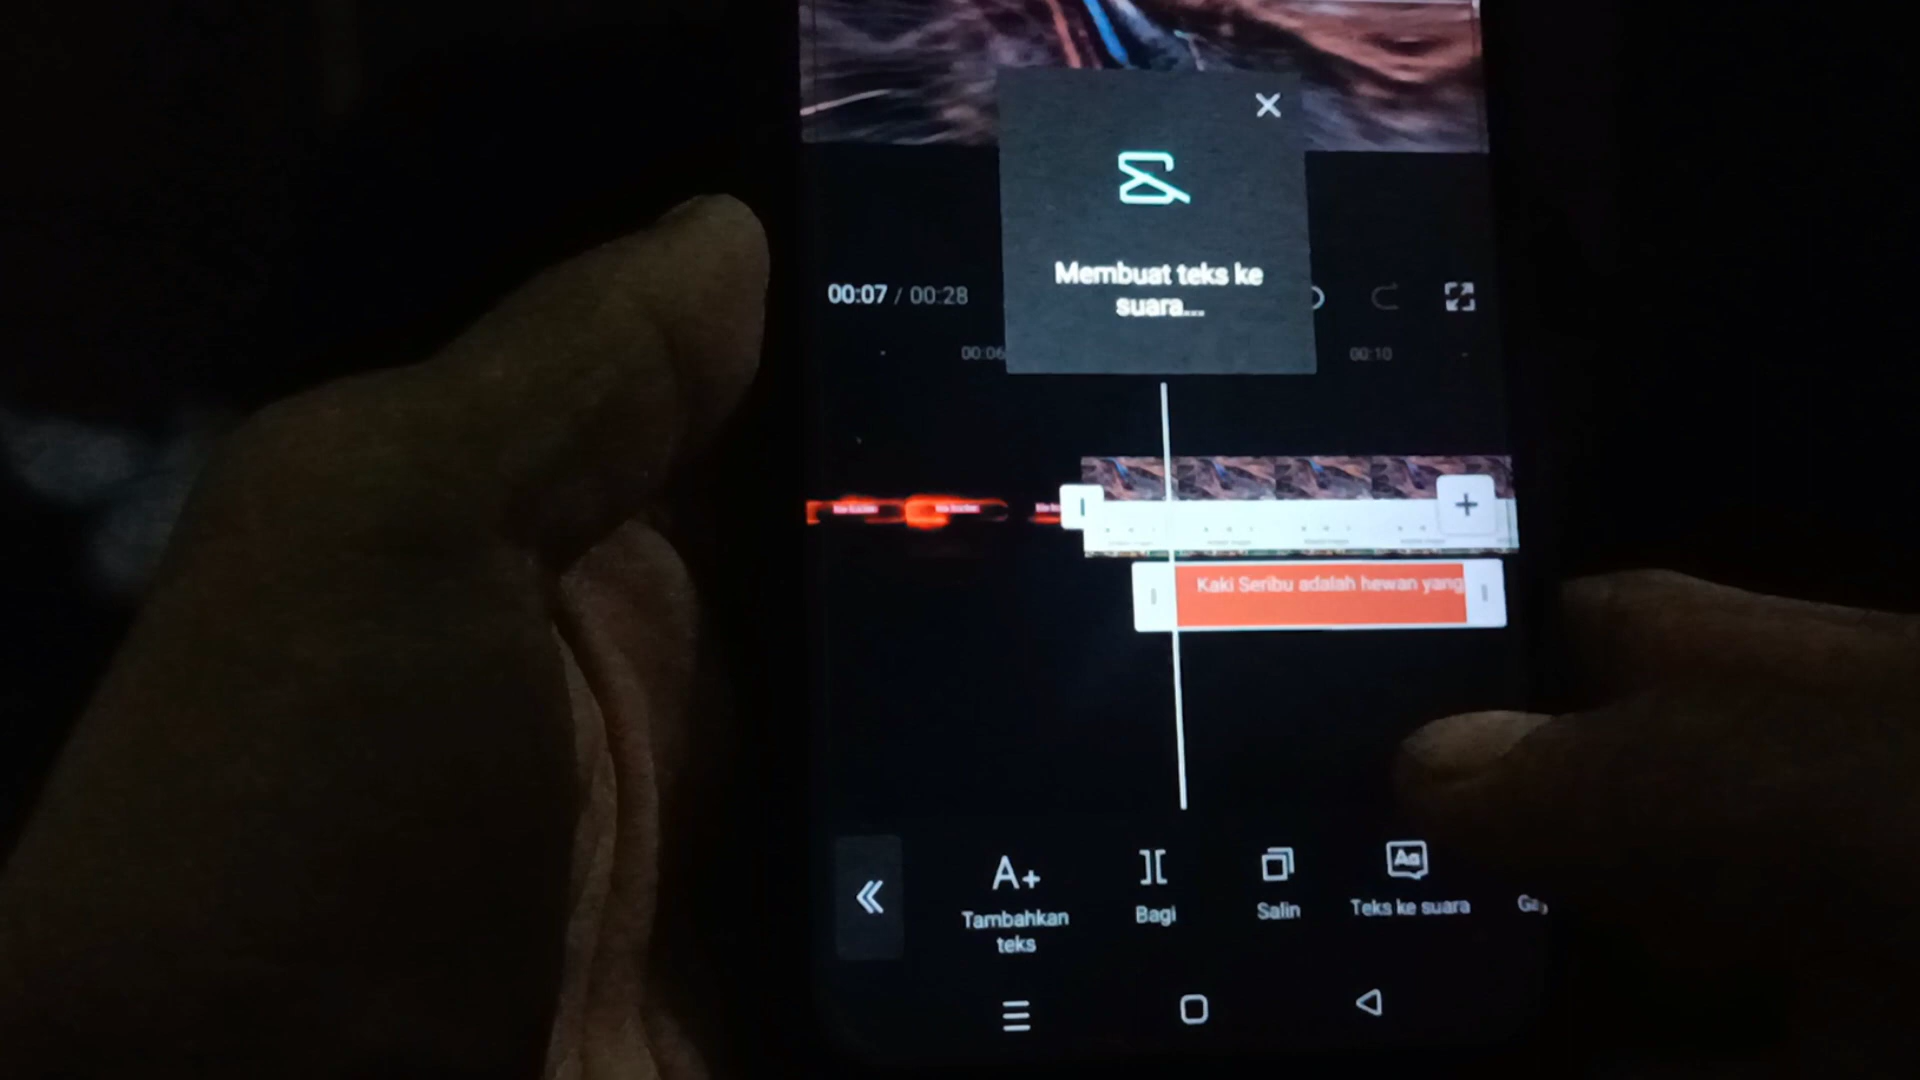 Membuat teks ke
suara...
00:07 / 00:28
00:06
00:10
Kaki Seribu adalah hewan yang
A+
Tambahkan
teks
Bagi
Salin
Aa
Teks ke suara